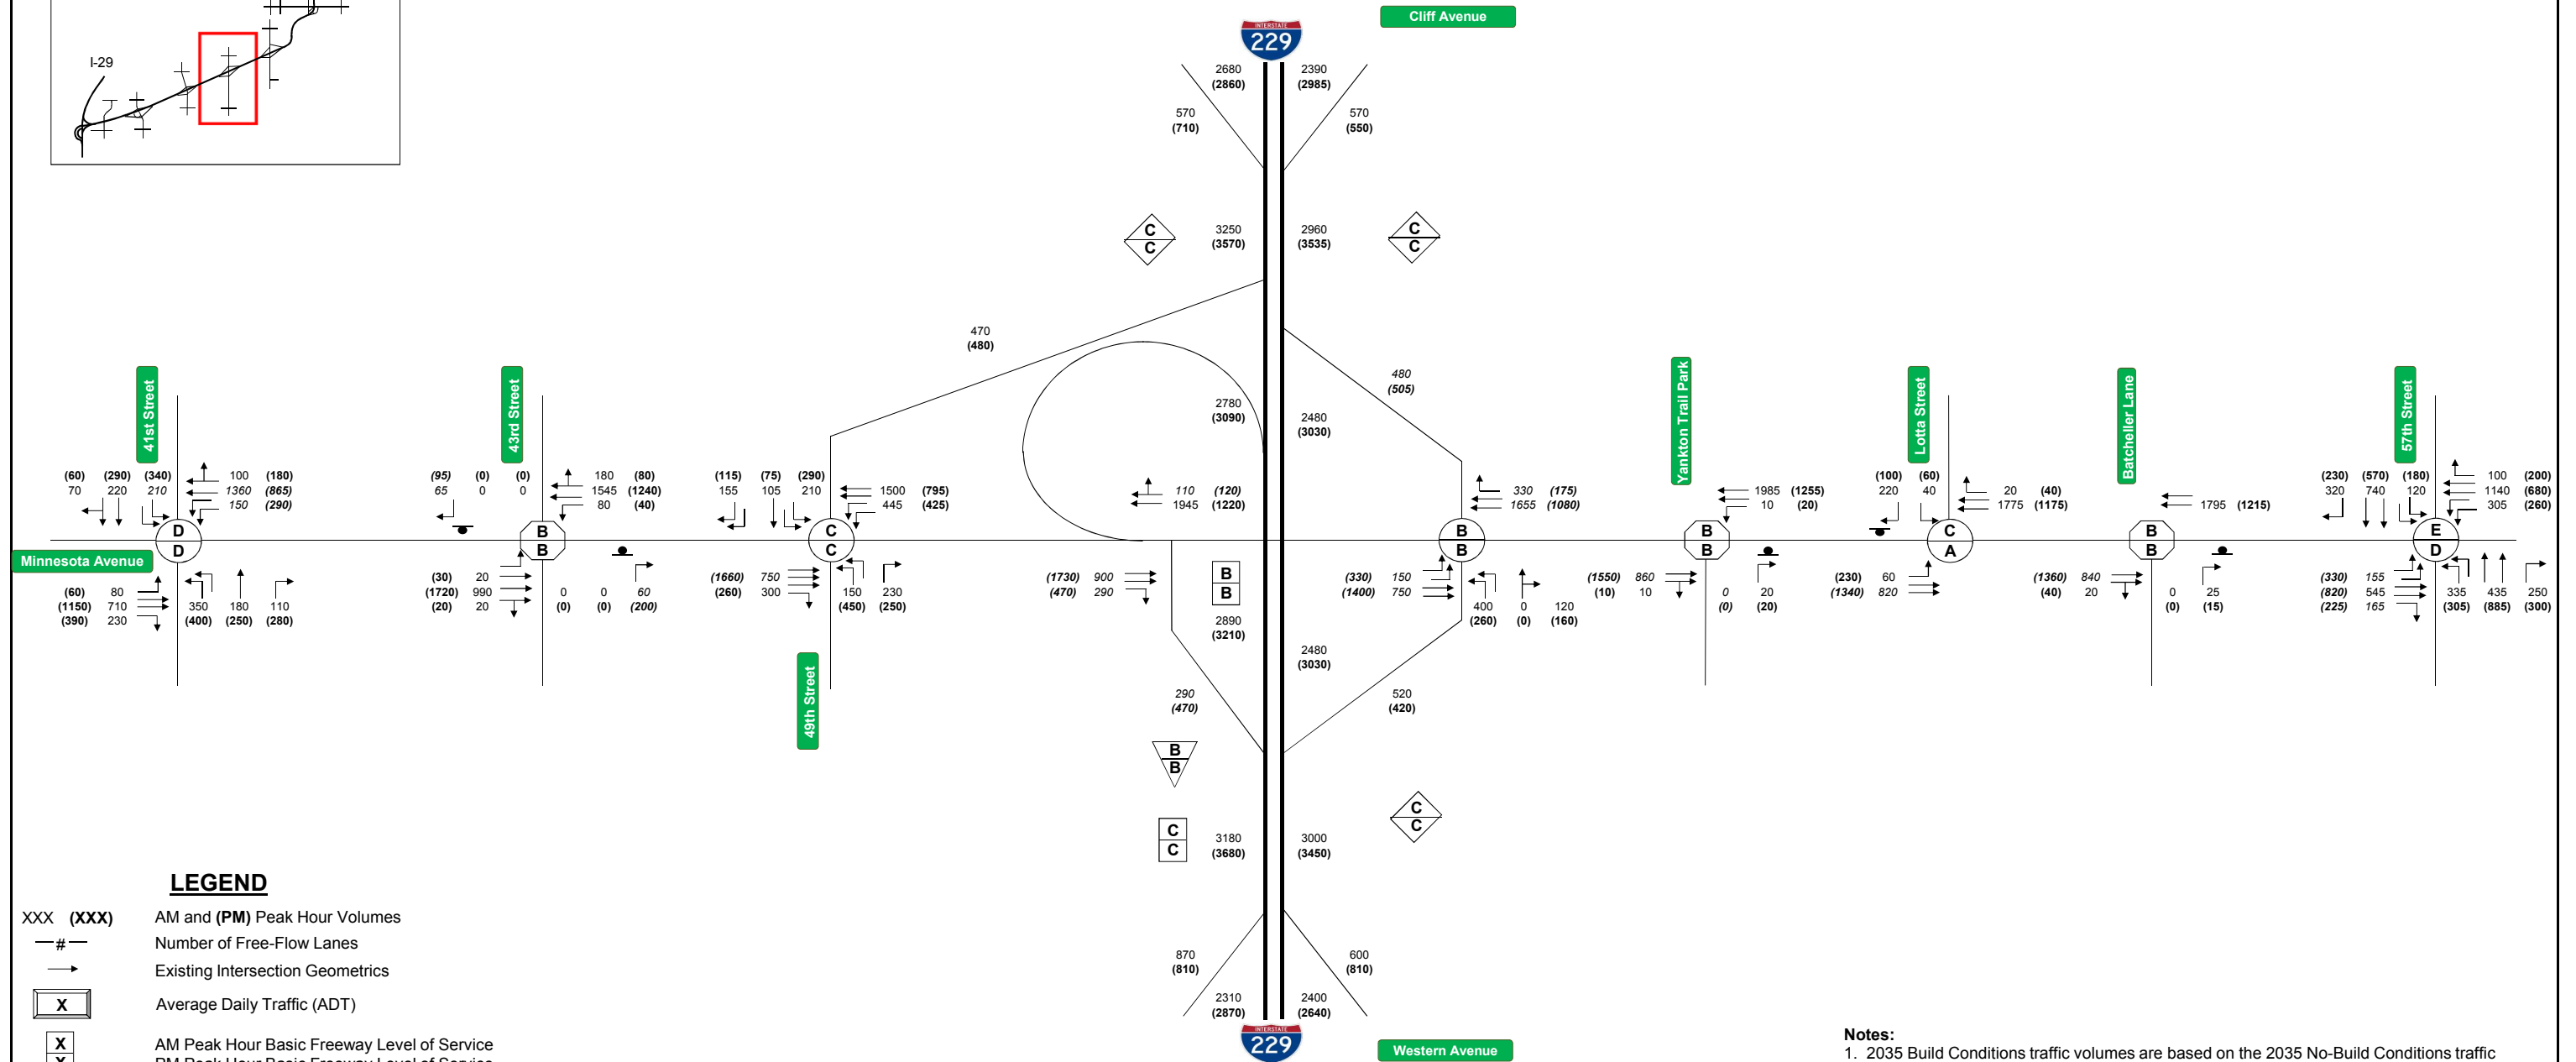 Cliff Avenue
INTERSTATE
229
I-29
2680 2390
(2860) (2985)
570 570
(710) (550)
C C
C C
3250 2960
(3570) (3535)
470
(480)
480
(505)
2780
(3090)
2480
(3030)
41st Street
43rd Street
Yankton Trail Park
Lotta Street
Batcheller Lane
57th Street
(60) (290) (340) 100 (180)
70 220 210 1360 (865)
150 (290)
D
D
(95) (0) (0) 180 (80)
65 0 0 1545 (1240)
80 (40)
B
B
(115) (75) (290)
155 105 210 1500 (795)
445 (425)
C
C
110 (120)
1945 (1220)
330 (175)
1655 (1080)
B
B
1985 (1255)
10 (20)
B
B
(100) (60)
220 40 20 (40)
1775 (1175)
C
A
1795 (1215)
B
B
(230) (570) (180) 100 (200)
320 740 120 1140 (680)
305 (260)
E
D
Minnesota Avenue
(60) 80
(1150) 710 350 180 110
(390) 230 (400) (250) (280)
(30) 20
(1720) 990 0 0 60
(20) 20 (0) (0) (200)
(1660) 750
(260) 300 150 230
(450) (250)
49th Street
(1730) 900
(470) 290
B
B
2890
(3210)
(330) 150
(1400) 750
400 0 120
(260) (0) (160)
(1550) 860
(10) 10 0 20
(0) (20)
(230) 60
(1340) 820
(1360) 840
(40) 20 0 25
(0) (15)
(330) 155
(820) 545 335 435 250
(225) 165 (305) (885) (300)
2480
(3030)
290
(470)
520
(420)
B
B
C
C
3180 3000
(3680) (3450)
C
C
870 600
(810) (810)
2310 2400
(2870) (2640)
INTERSTATE
229
Western Avenue
LEGEND
XXX (XXX) AM and (PM) Peak Hour Volumes
# Number of Free-Flow Lanes
Existing Intersection Geometrics
X Average Daily Traffic (ADT)
X AM Peak Hour Basic Freeway Level of Service
X PM Peak Hour Basic Freeway Level of Service
Notes:
1. 2035 Build Conditions traffic volumes are based on the 2035 No-Build Conditions traffic